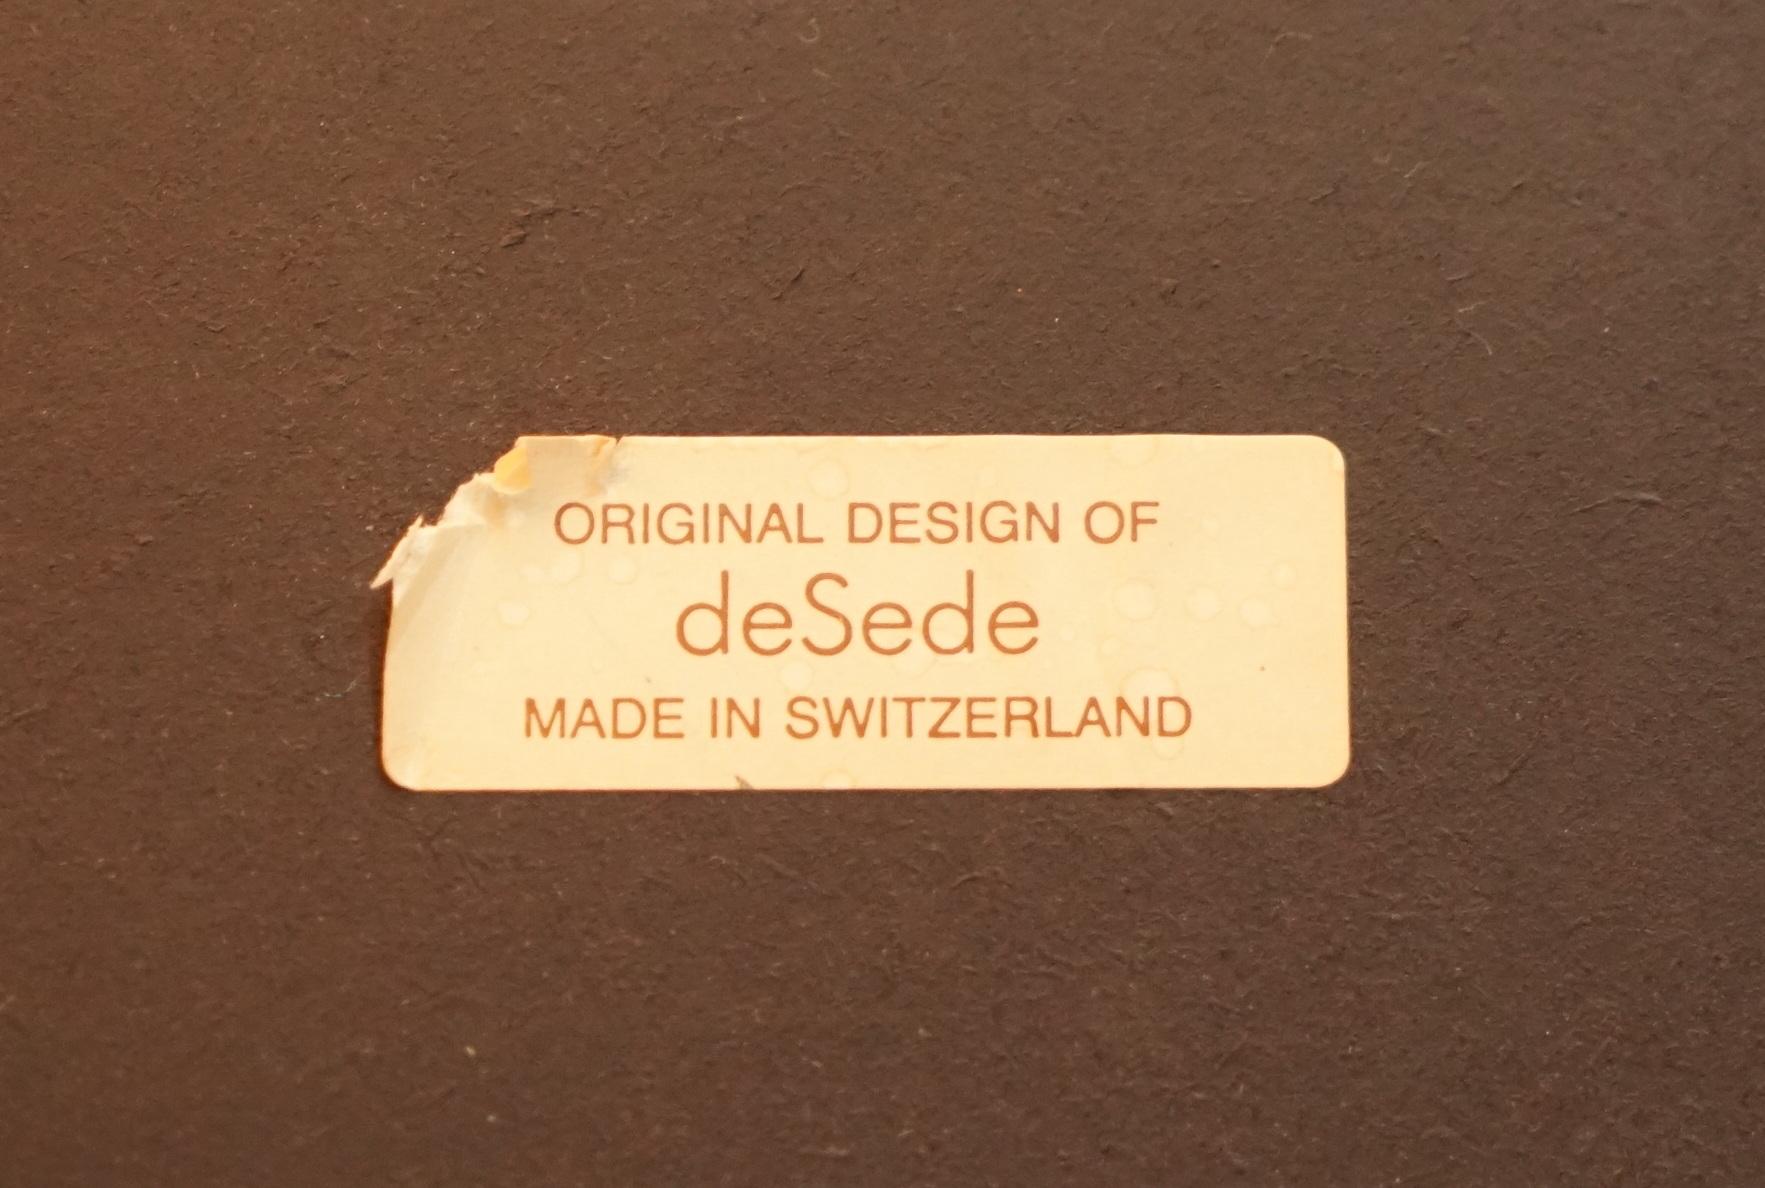 ORIGINAL DESIGN OF
deSede
MADE IN SWITZERLAND